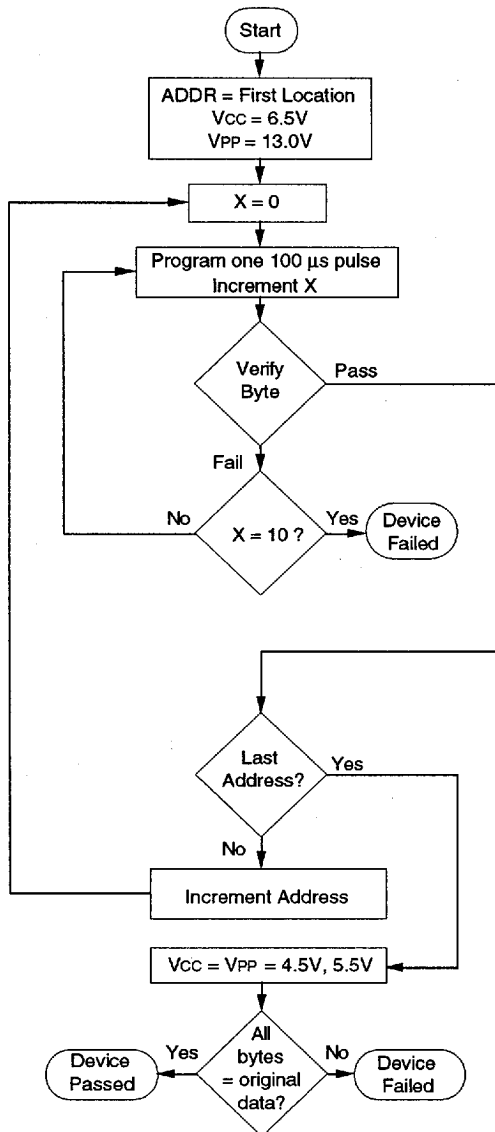 Start
ADDR = First Location
VCC = 6.5V
VPP = 13.0V
X = 0
Program one 100 µs pulse
Increment X
Verify
Byte
Pass
Fail
No
X = 10 ?
Yes
Device
Failed
Last
Address?
Yes
No
Increment Address
VCC = VPP = 4.5V, 5.5V
All
bytes
= original
data?
Yes
Device
Passed
No
Device
Failed